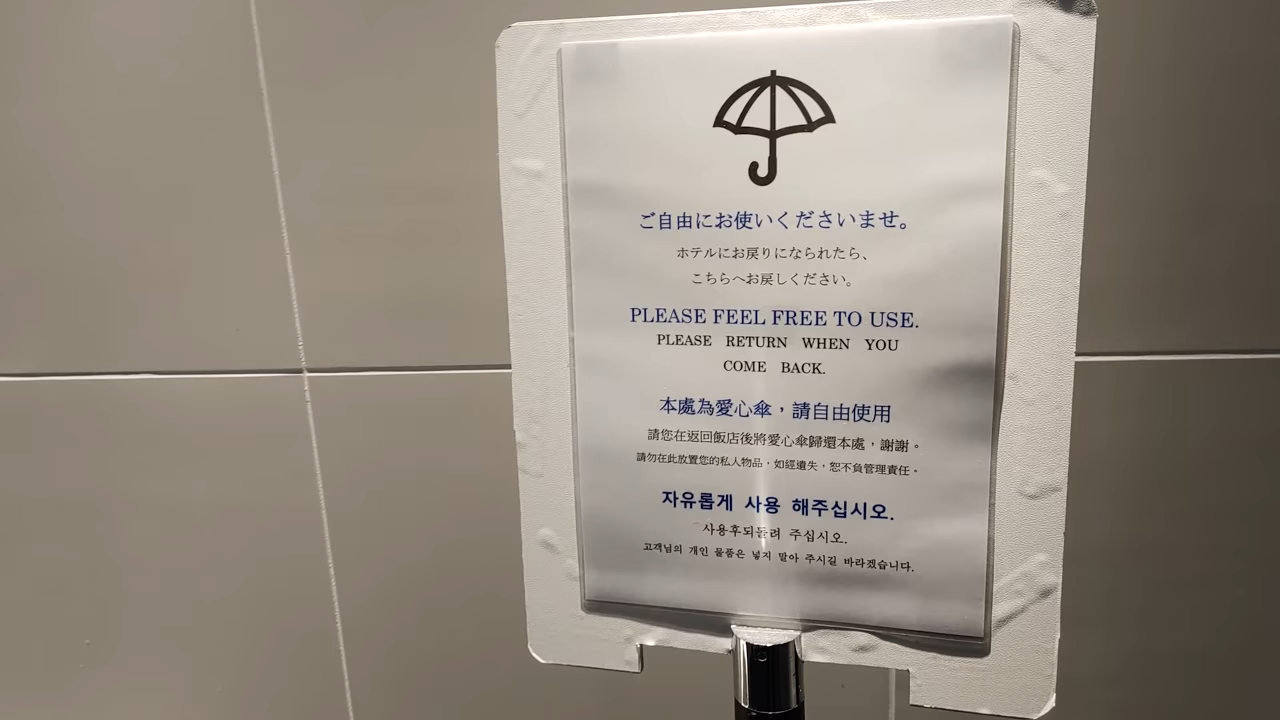 ご自由にお使いくださいませ。
ホテルにお戻りになられたら、
こちらへお戻しください。
PLEASE FEEL FREE TO USE.
PLEASE RETURN WHEN YOU
COME BACK.
本處為愛心傘，請自由使用
請您在返回飯店後將愛心傘歸還本處，謝謝。
請勿在此放置您的私人物品，如經遺失，恕不負管理責任。
자유롭게 사용 해주십시오.
사용후되돌려 주십시오.
고객님의 개인 물품은 넣지 말아 주시길 바라겠습니다.